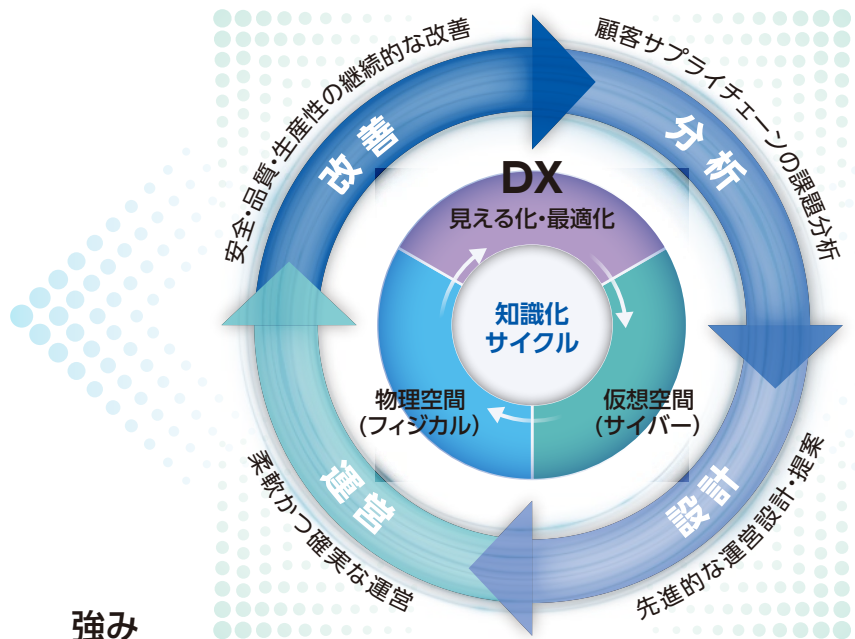 安全・品質・生産性の継続的な改善
顧客サプライチェーンの課題分析
改善
分析
DX
見える化・最適化
知識化
サイクル
物理空間
(フィジカル)
仮想空間
(サイバー)
運営
設計
柔軟かつ確実な運営
先進的な運営設計・提案
強み